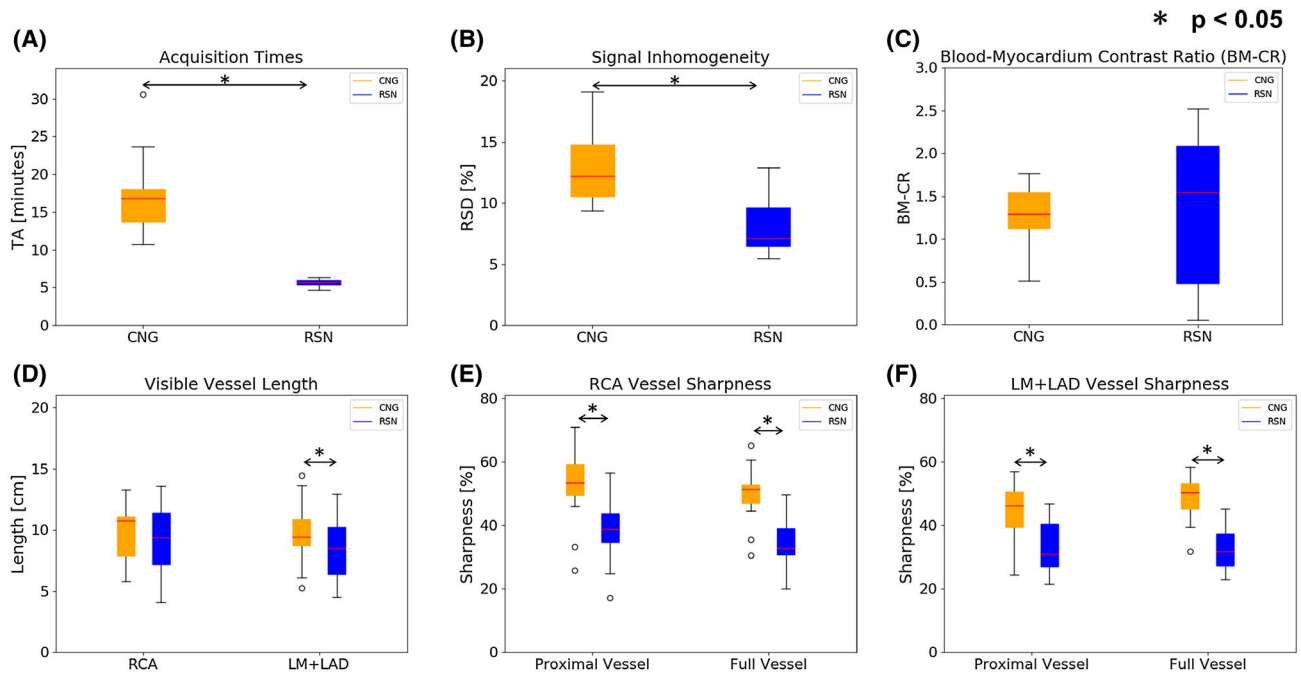 * p < 0.05
(A)
Acquisition Times
*
CNG
RSN
TA [minutes]
30
25
20
15
10
5
0
CNG RSN
(B)
Signal Inhomogeneity
*
CNG
RSN
RSD [%]
20
15
10
5
0
CNG RSN
(C)
Blood-Myocardium Contrast Ratio (BM-CR)
CNG
RSN
BM-CR
3.0
2.5
2.0
1.5
1.0
0.5
0.0
CNG RSN
(D)
Visible Vessel Length
CNG
RSN
*
Length [cm]
20
15
10
5
0
RCA LM+LAD
(E)
RCA Vessel Sharpness
CNG
RSN
* *
Sharpness [%]
80
60
40
20
0
Proximal Vessel Full Vessel
(F)
LM+LAD Vessel Sharpness
CNG
RSN
* *
Sharpness [%]
80
60
40
20
0
Proximal Vessel Full Vessel